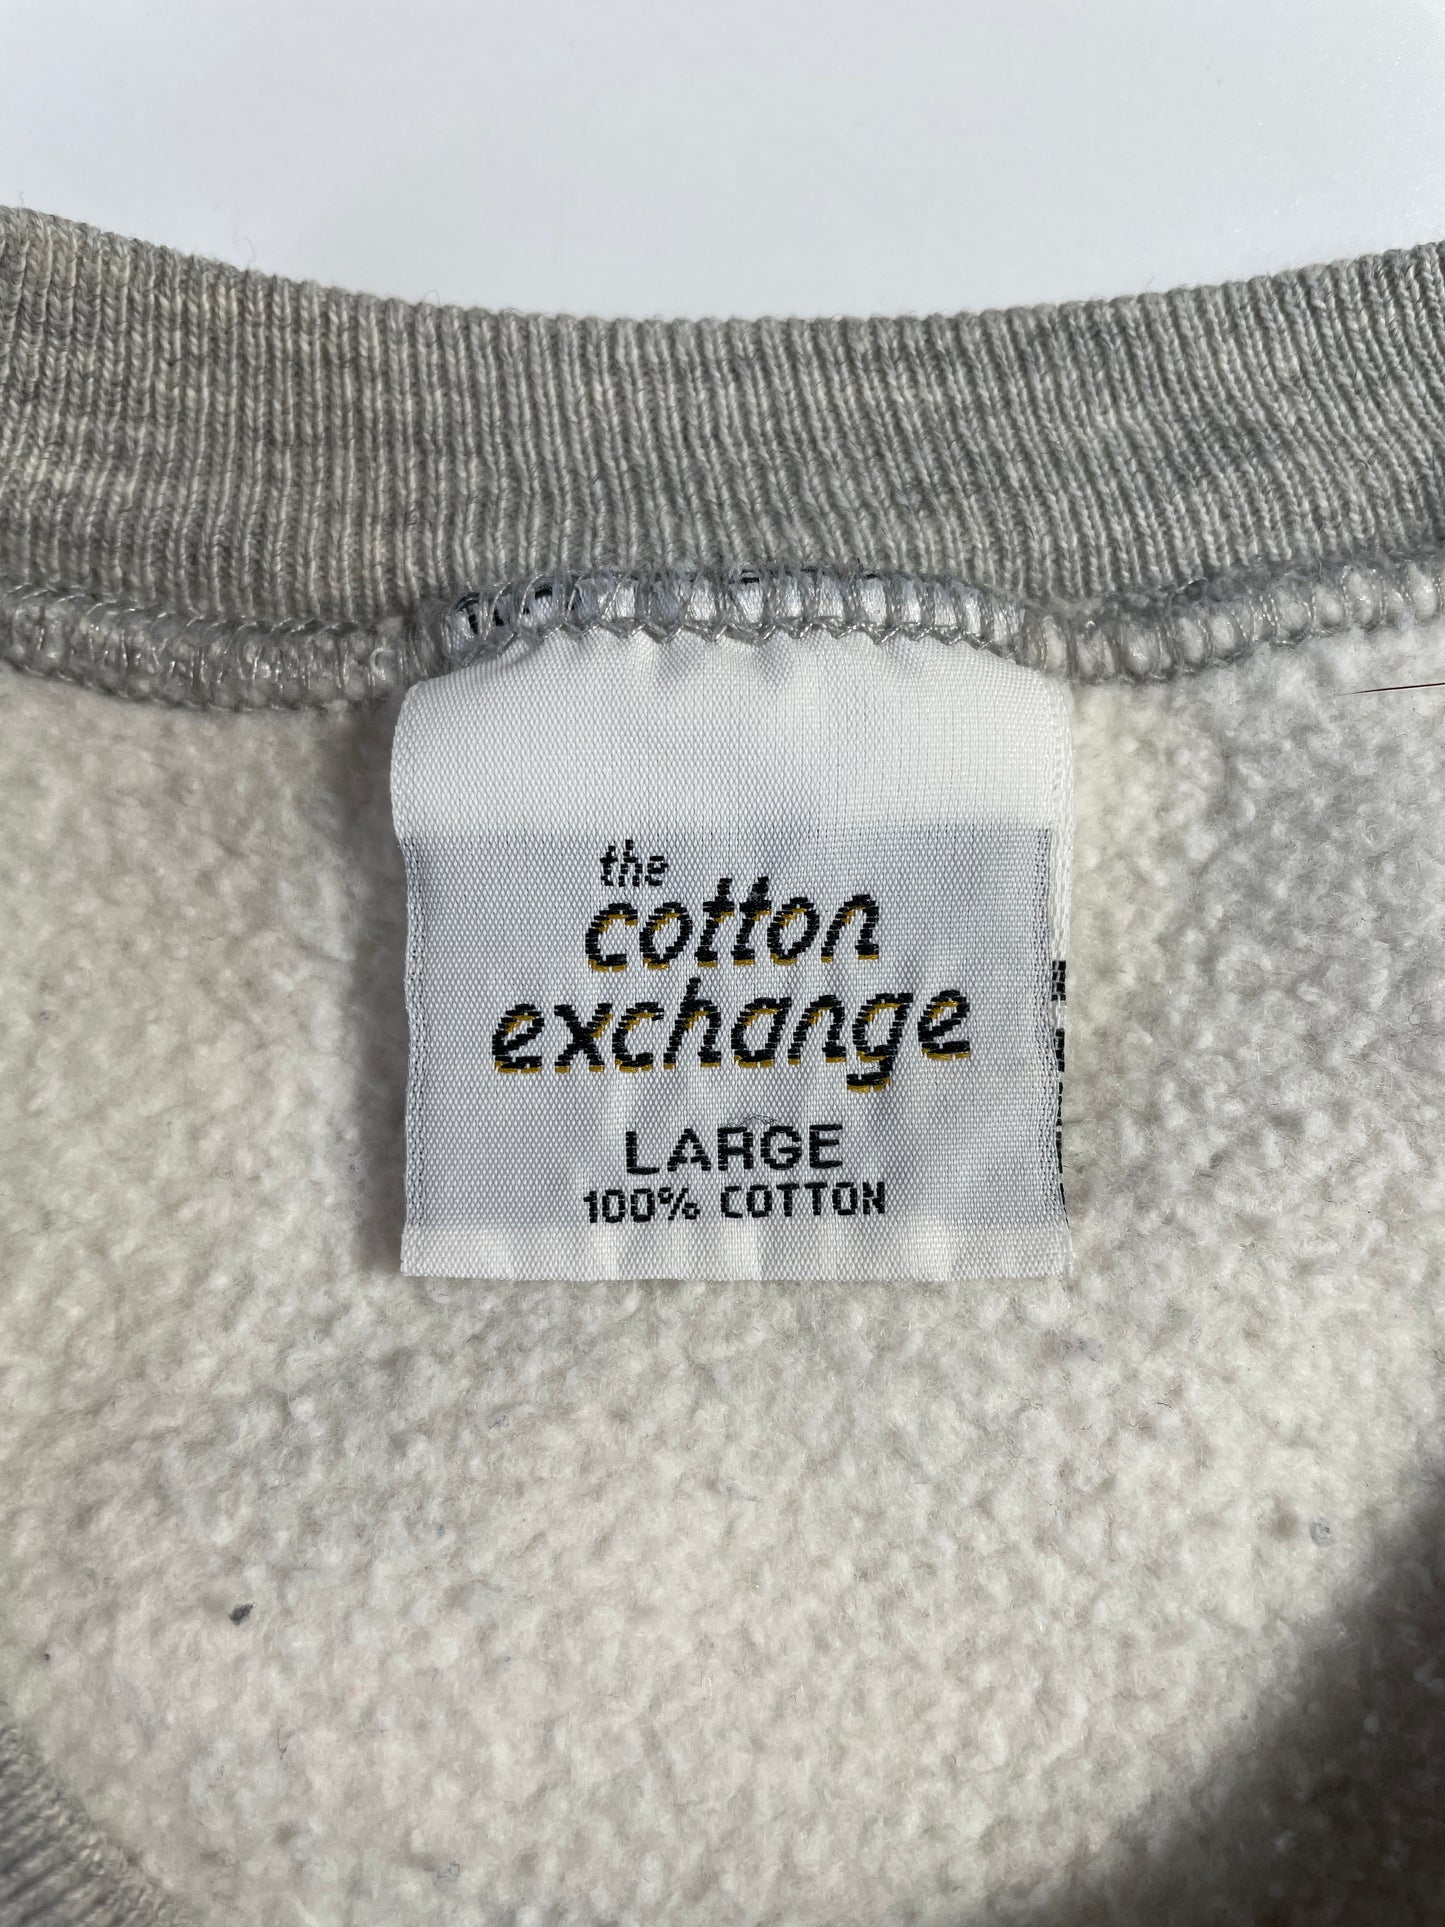 the
cotton
exchange
LARGE
100% COTTON